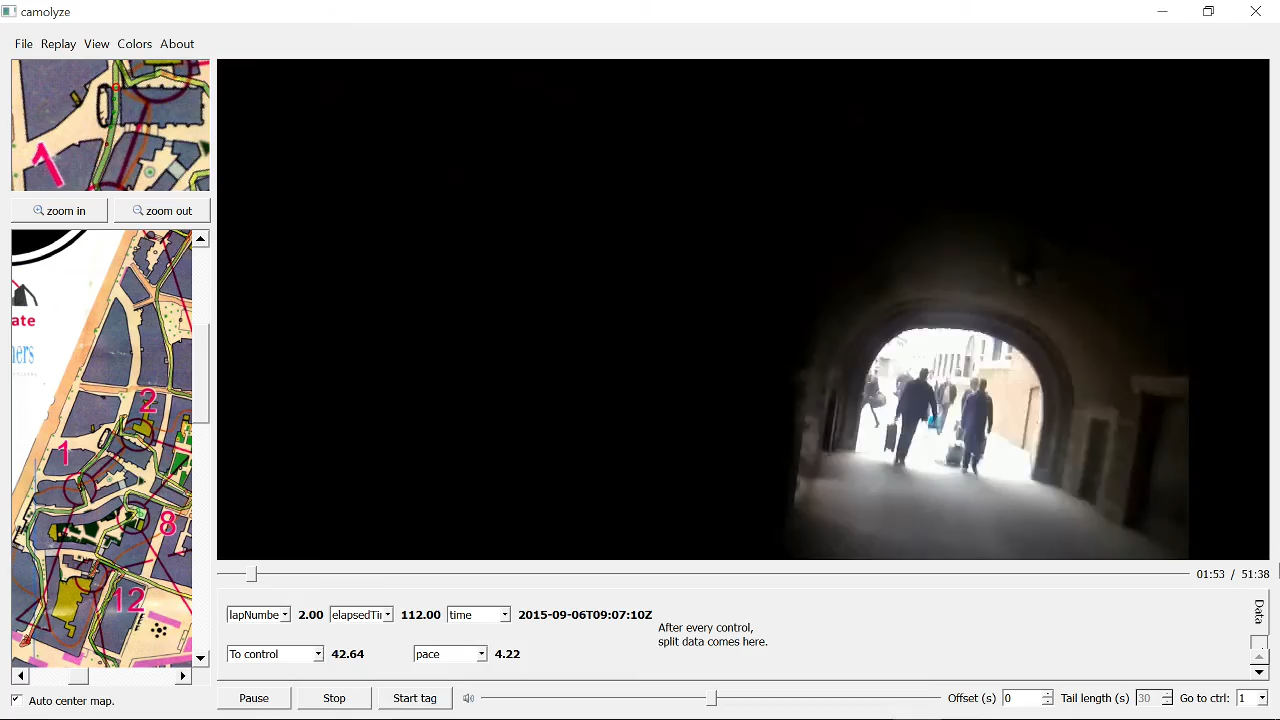 camolyze
File Replay View Colors About
1
zoom in zoom out
ate
ners
2
1
8
12
01:53 / 51:38
lapNumbe 2.00 elapsedTi 112.00 time 2015-09-06T09:07:10Z
To control 42.64 pace 4.22
After every control,
split data comes here.
Data
Auto center map.
Pause Stop Start tag
Offset (s) 0 Tail length (s) 30 Go to ctrl: 1